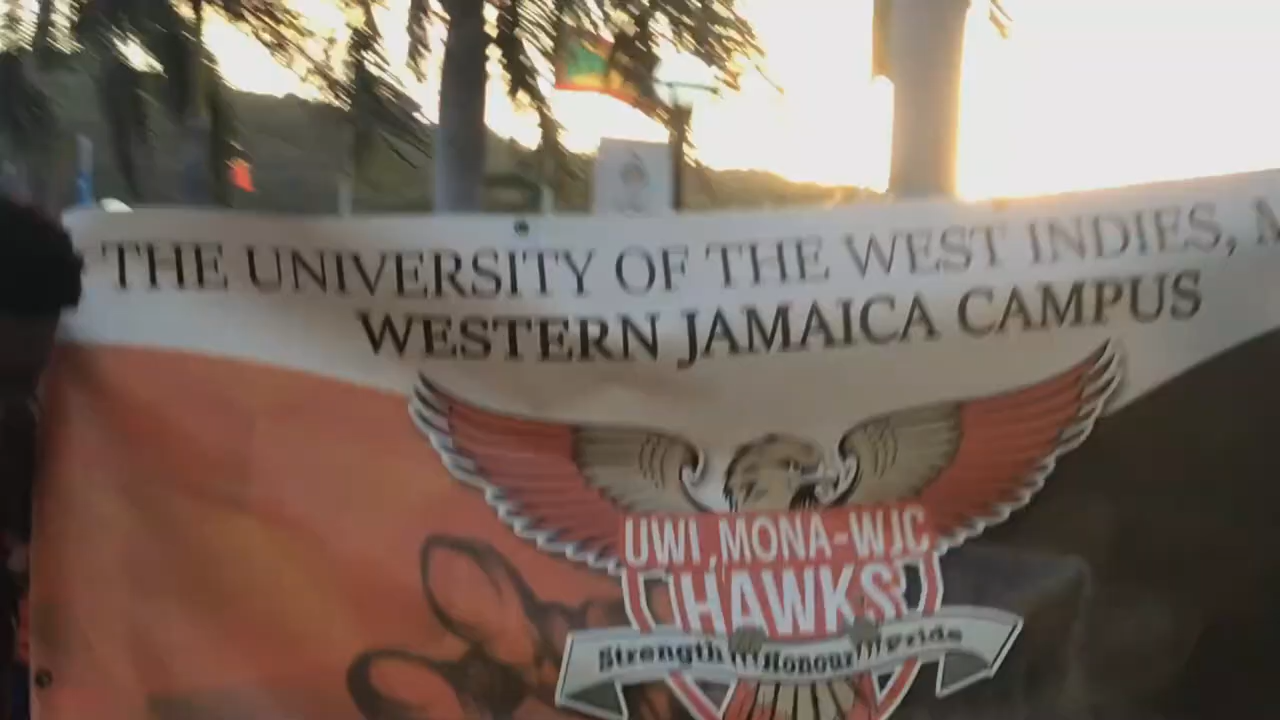 THE UNIVERSITY OF THE WEST INDIES,
WESTERN JAMAICA CAMPUS
UWI, MONA-WJC
HAWKS
Strength Honour Pride